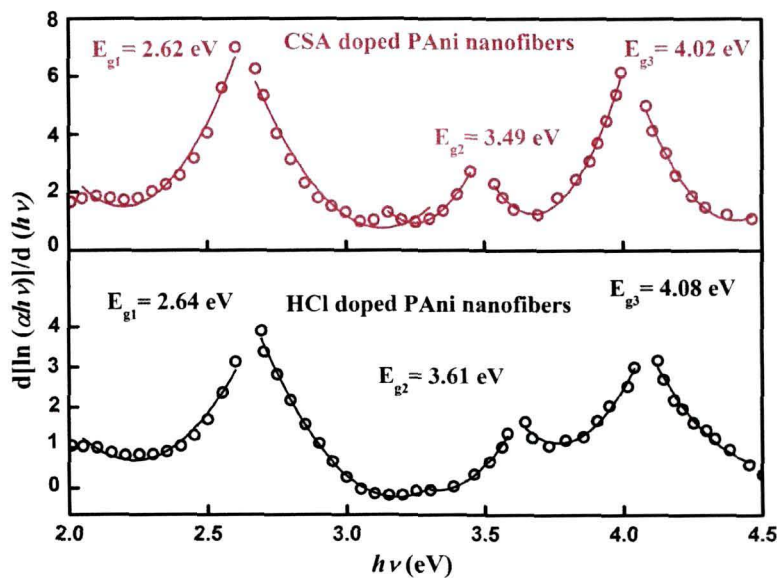 CSA doped PAni nanofibers
E_g1 = 2.62 eV
E_g2 = 3.49 eV
E_g3 = 4.02 eV
8
6
4
2
0
HCl doped PAni nanofibers
E_g1 = 2.64 eV
E_g2 = 3.61 eV
E_g3 = 4.08 eV
4
3
2
1
0
d[ln (αhν)]/d (hν)
2.0 2.5 3.0 3.5 4.0 4.5
hν (eV)